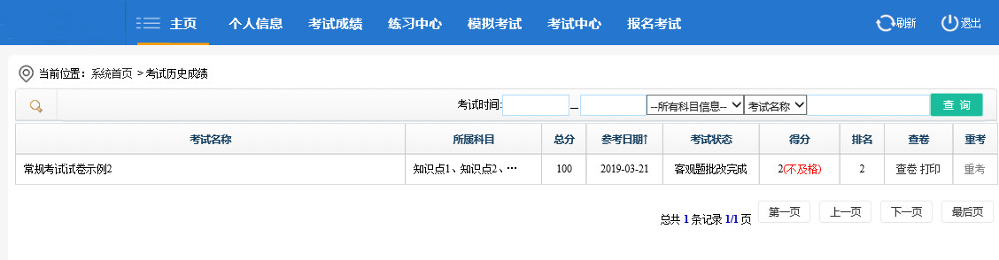 主页 个人信息 考试成绩 练习中心 模拟考试 考试中心 报名考试 刷新 退出
当前位置： 系统首页 > 考试历史成绩
考试时间: -- --所有科目信息-- 考试名称 查 询
考试名称 所属科目 总分 参考日期↑ 考试状态 得分 排名 查卷 重考
常规考试试卷示例2 知识点1、知识点2、… 100 2019-03-21 客观题批改完成 2(不及格) 2 查卷 打印 重考
总共 1 条记录 1/1 页 第一页 上一页 下一页 最后页